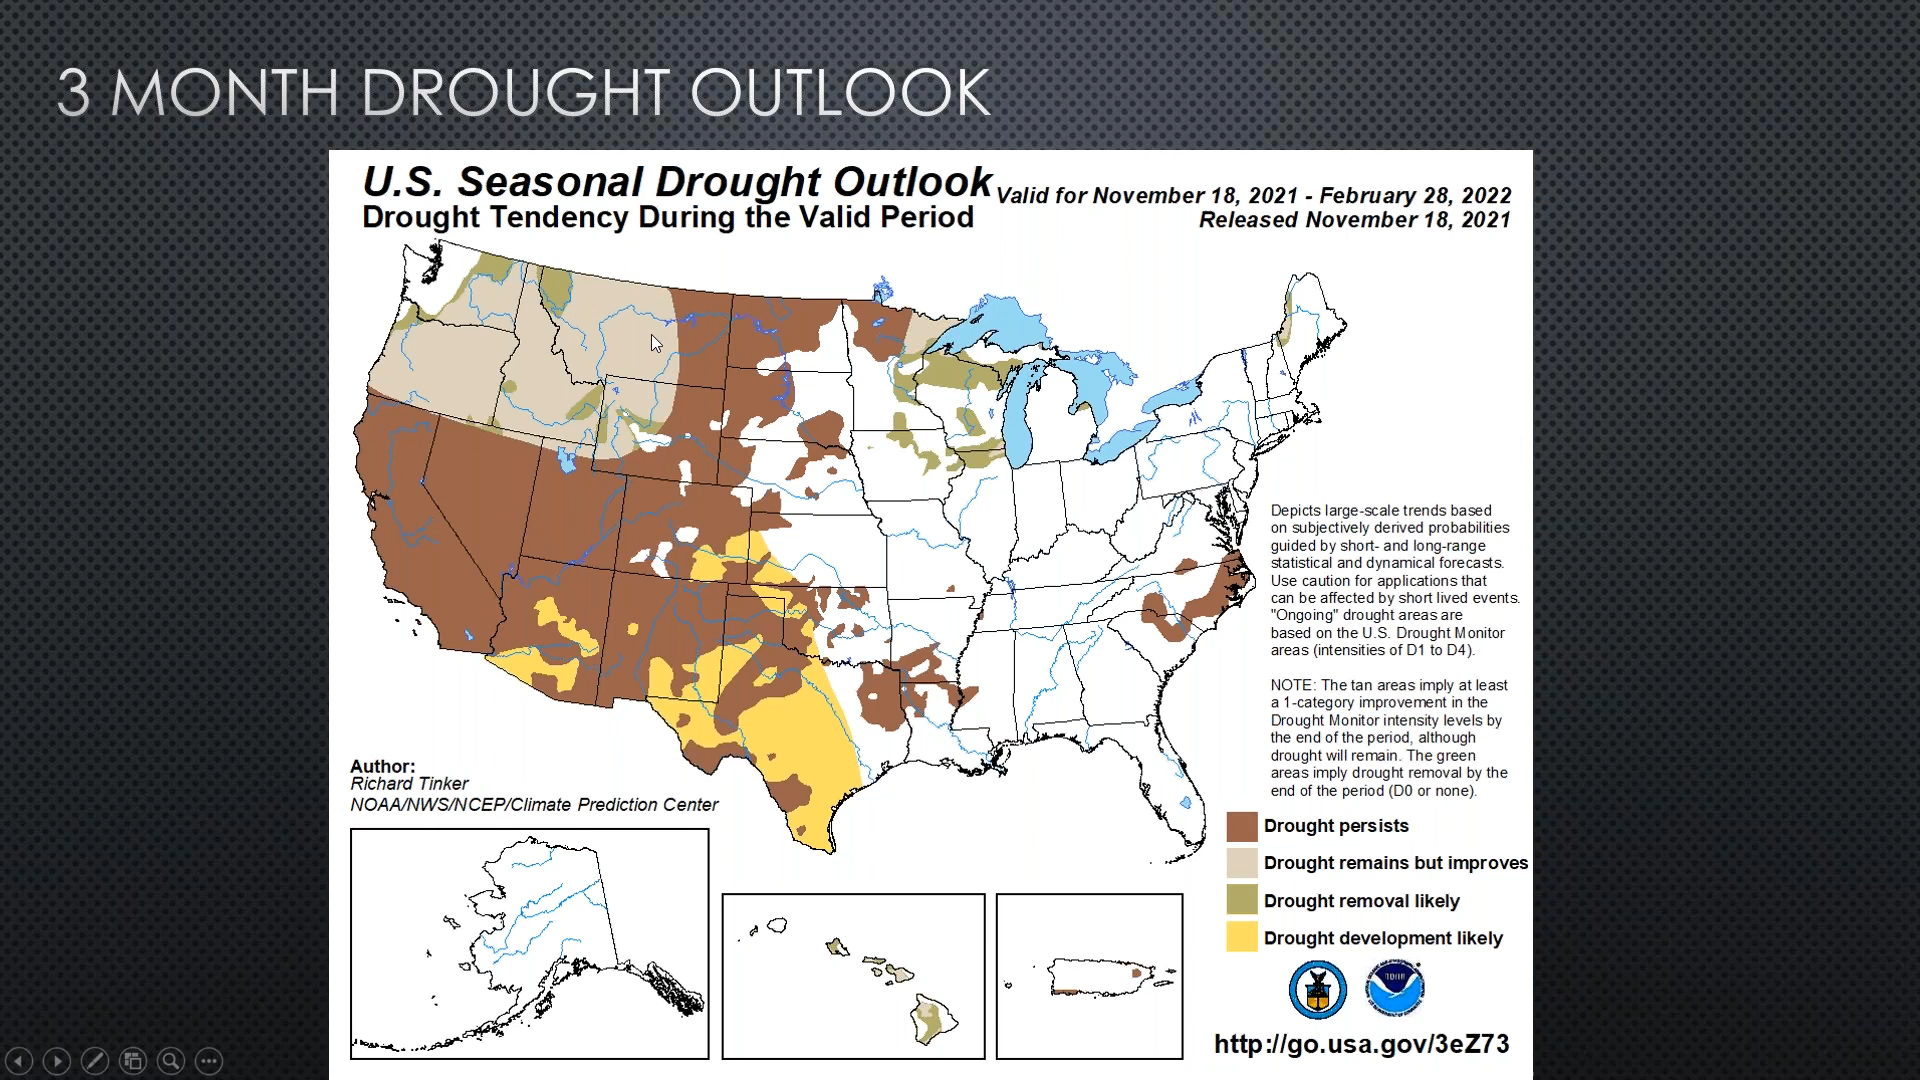 3 MONTH DROUGHT OUTLOOK
U.S. Seasonal Drought Outlook
Drought Tendency During the Valid Period
Valid for November 18, 2021 - February 28, 2022
Released November 18, 2021
Depicts large-scale trends based
on subjectively derived probabilities
guided by short- and long-range
statistical and dynamical forecasts.
Use caution for applications that
can be affected by short lived events.
"Ongoing" drought areas are
based on the U.S. Drought Monitor
areas (intensities of D1 to D4).
NOTE: The tan areas imply at least
a 1-category improvement in the
Drought Monitor intensity levels by
the end of the period, although
drought will remain. The green
areas imply drought removal by the
end of the period (D0 or none).
Author:
Richard Tinker
NOAA/NWS/NCEP/Climate Prediction Center
Drought persists
Drought remains but improves
Drought removal likely
Drought development likely
http://go.usa.gov/3eZ73